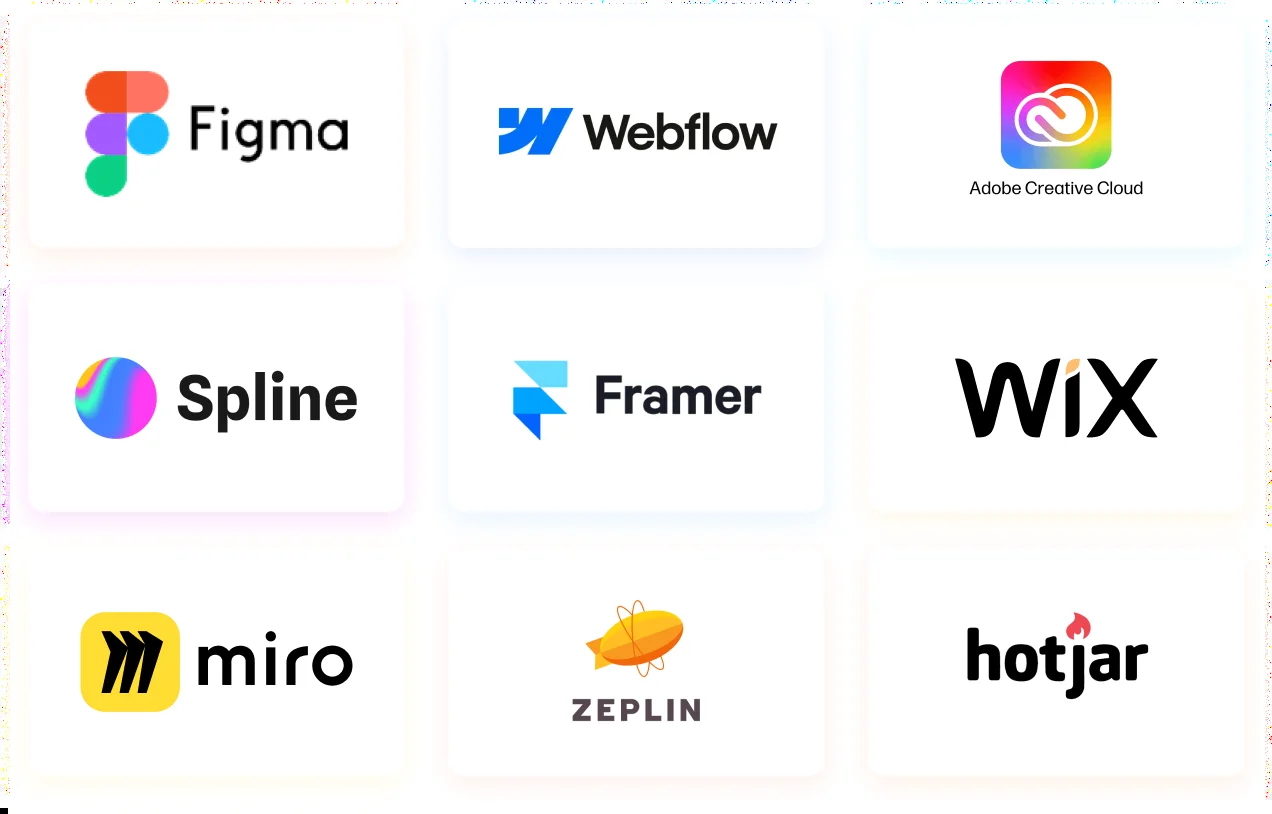 Figma
Webflow
Adobe Creative Cloud
Spline
Framer
WiX
miro
ZEPLIN
hotjar